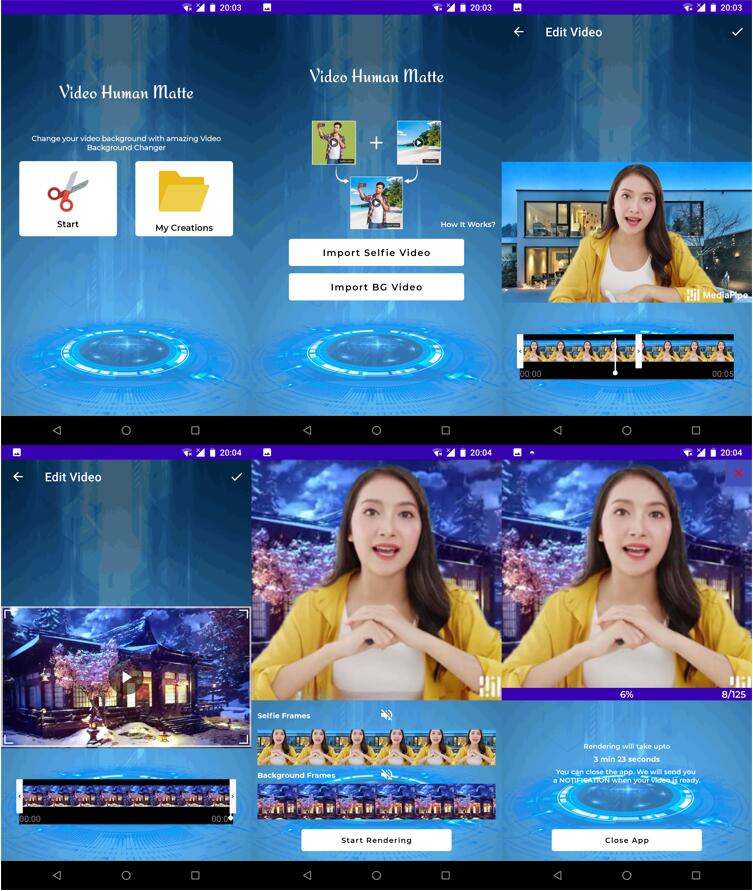 20:03
Video Human Matte
Change your video background with amazing Video
Background Changer
Start
My Creations
20:03
Video Human Matte
How It Works?
Import Selfie Video
Import BG Video
20:03
Edit Video
MediaPipe
00:00
00:05
20:04
Edit Video
00:00
20:04
Selfie Frames
Background Frames
Start Rendering
20:04
6%
8/125
Rendering will take upto
3 min 23 seconds
You can close the app. We will send you
a NOTIFICATION when your video is ready.
Close App